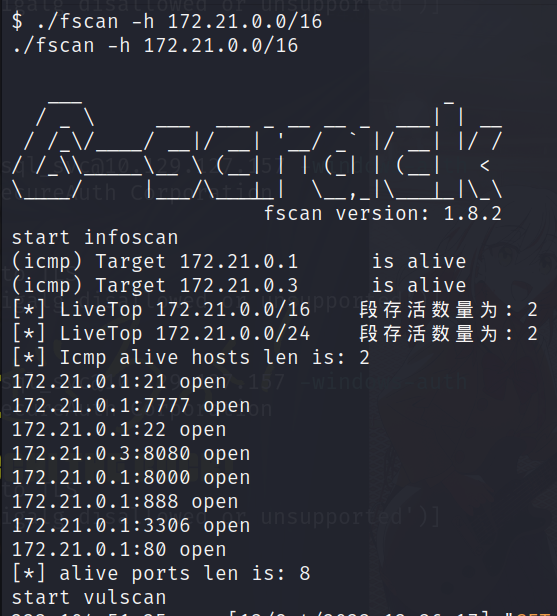 $ ./fscan -h 172.21.0.0/16
./fscan -h 172.21.0.0/16
fscan version: 1.8.2
start infoscan
(icmp) Target 172.21.0.1      is alive
(icmp) Target 172.21.0.3      is alive
[*] LiveTop 172.21.0.0/16    段存活数量为: 2
[*] LiveTop 172.21.0.0/24    段存活数量为: 2
[*] Icmp alive hosts len is: 2
172.21.0.1:21 open
172.21.0.1:7777 open
172.21.0.1:22 open
172.21.0.3:8080 open
172.21.0.1:8000 open
172.21.0.1:888 open
172.21.0.1:3306 open
172.21.0.1:80 open
[*] alive ports len is: 8
start vulscan